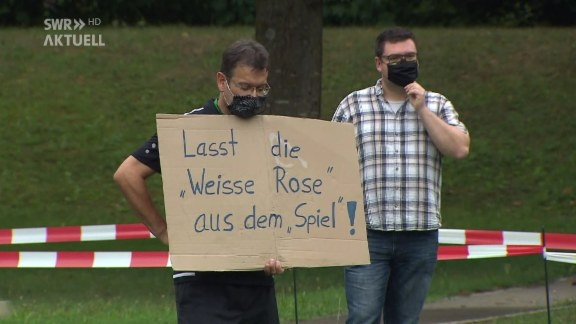 SWR» HD
AKTUELL
Lasst die
„Weisse Rose"
aus dem „Spiel"!